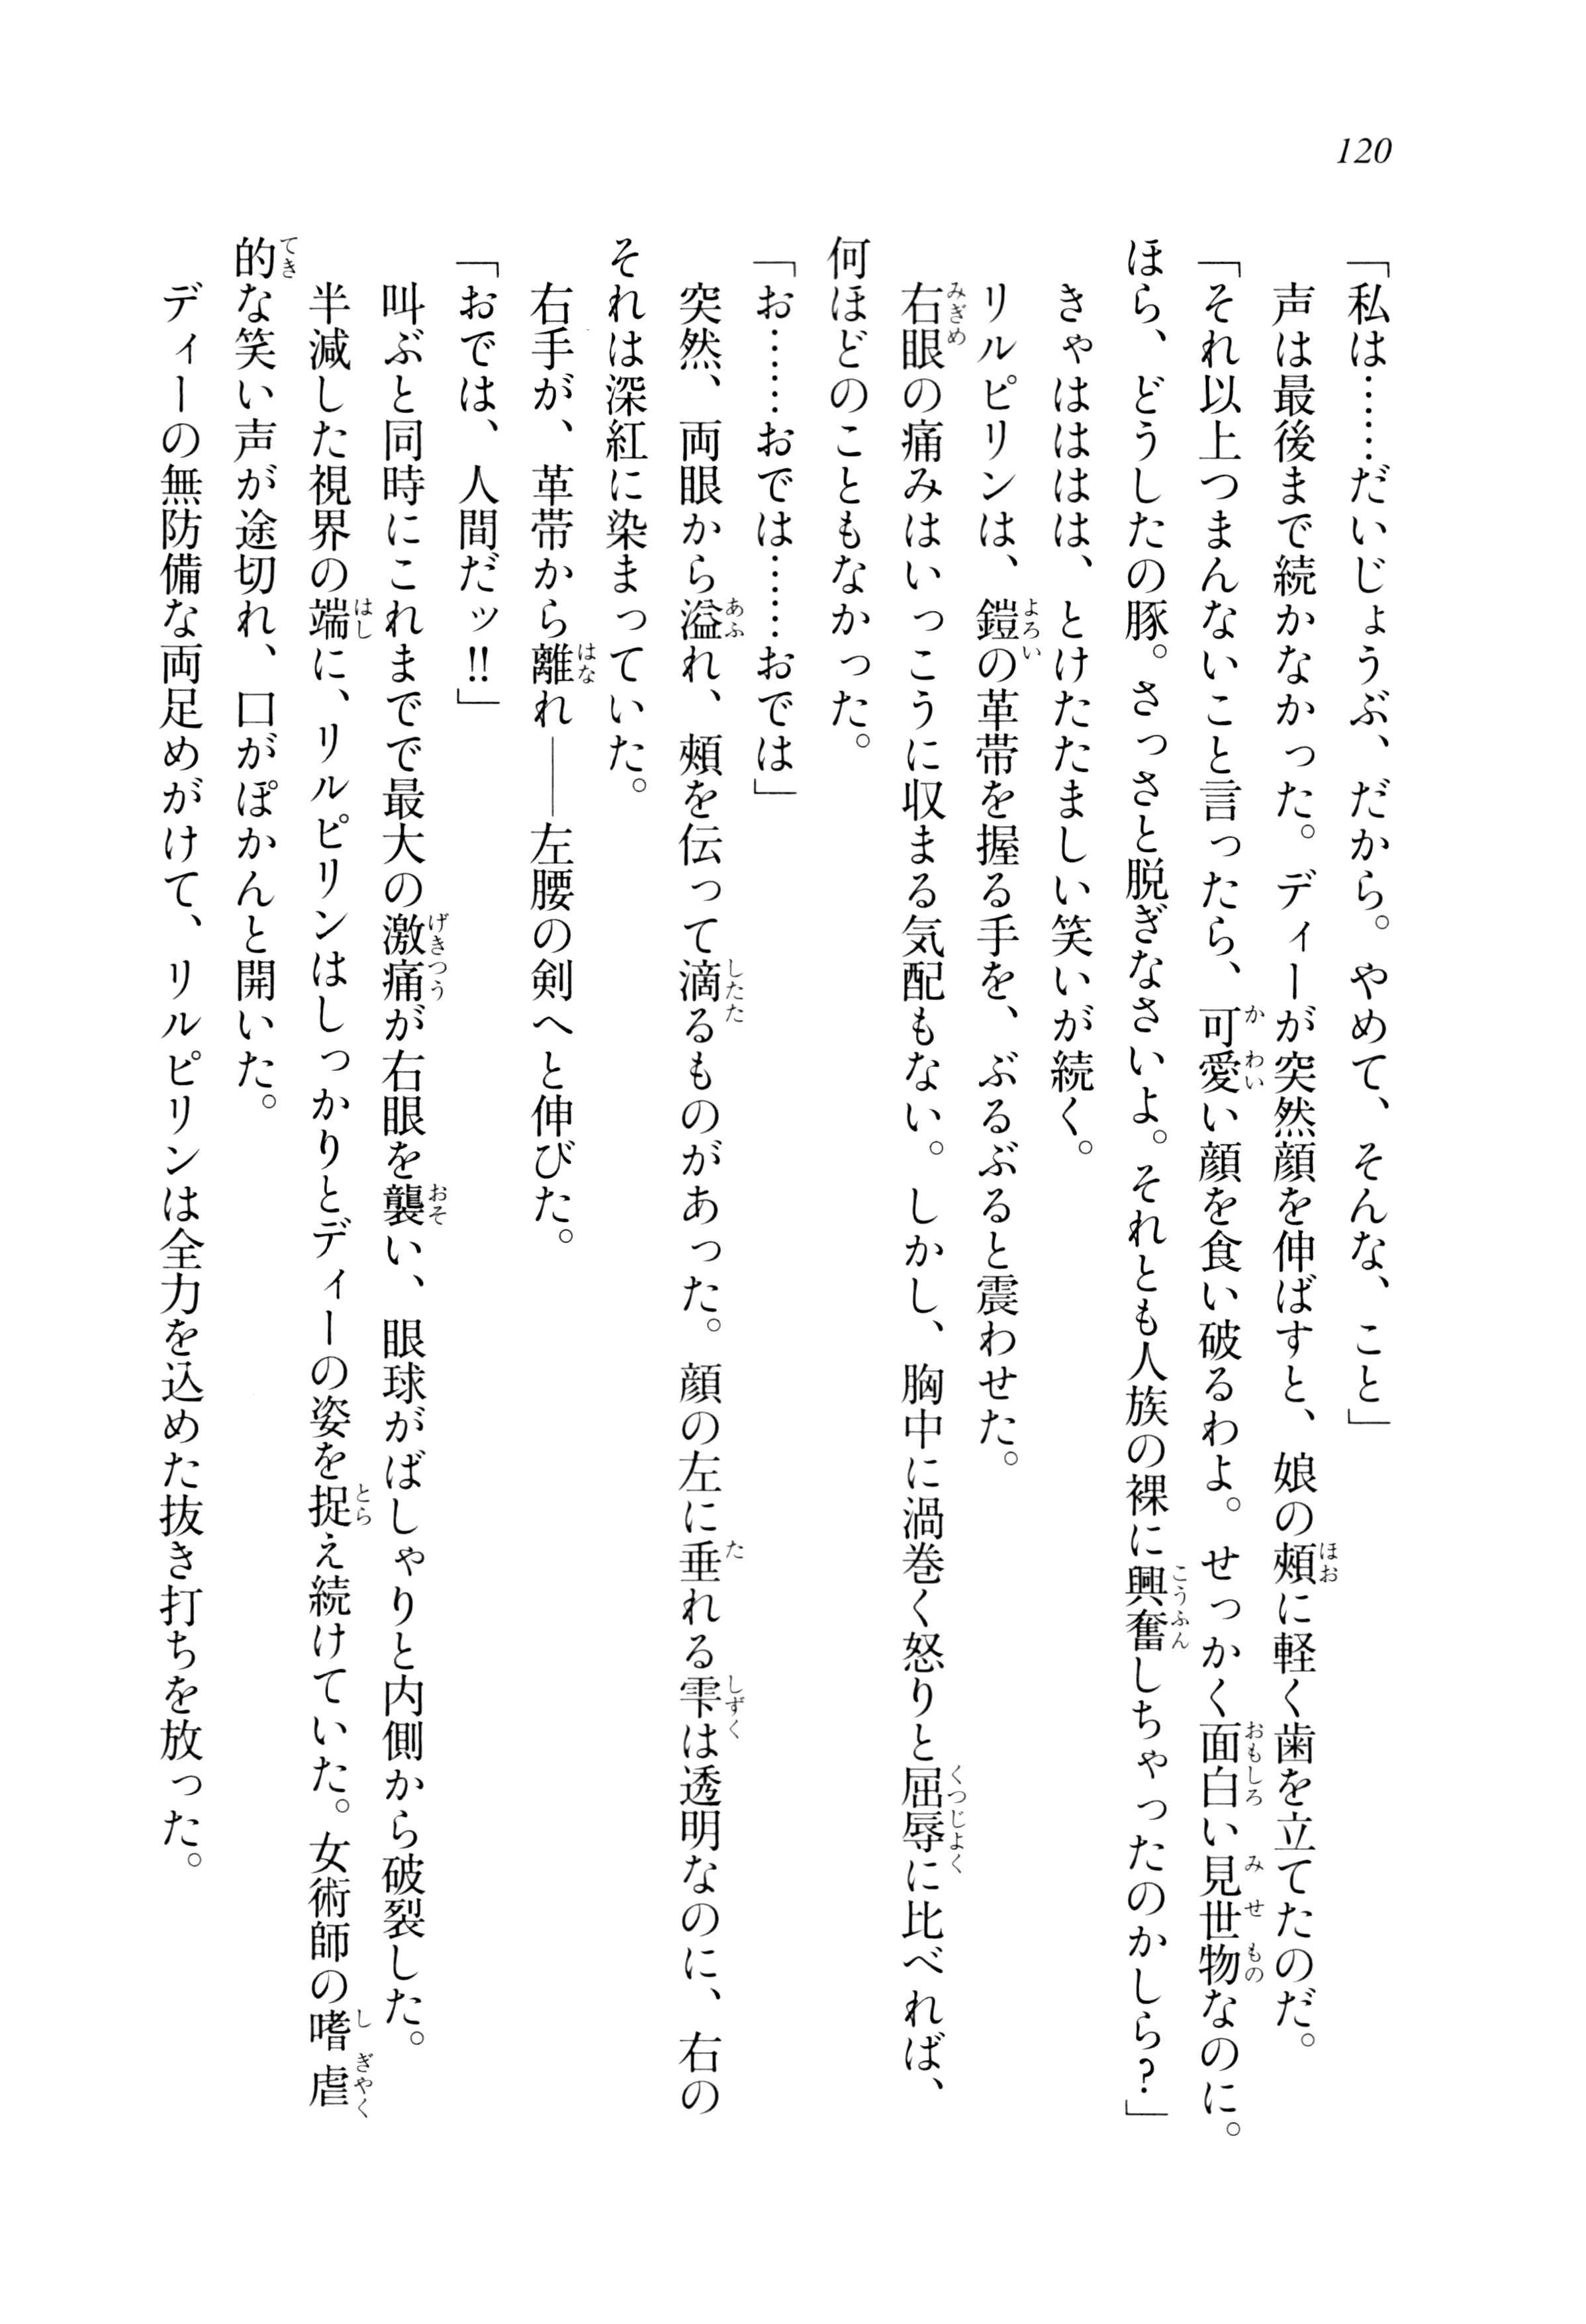 120
「私は……だいじょうぶ、だから。やめて、そんな、こと」
声は最後まで続かなかった。ディーが突然顔を伸ばすと、娘の頰に軽く歯を立てたのだ。
「それ以上つまんないこと言ったら、可愛い顔を食い破るわよ。せっかく面白い見世物なのに。
ほら、どうしたの豚。さっさと脱ぎなさいよ。それとも人族の裸に興奮しちゃったのかしら?」
きゃはははは、とけたたましい笑いが続く。
リルピリンは、鎧の革帯を握る手を、ぶるぶると震わせた。
右眼の痛みはいっこうに収まる気配もない。しかし、胸中に渦巻く怒りと屈辱に比べれば、
何ほどのこともなかった。
「お……おでは……おでは」
突然、両眼から溢れ、頰を伝って滴るものがあった。顔の左に垂れる雫は透明なのに、右の
それは深紅に染まっていた。
右手が、革帯から離れ――左腰の剣へと伸びた。
「おでは、人間だッ!!」
叫ぶと同時にこれまでで最大の激痛が右眼を襲い、眼球がばしゃりと内側から破裂した。
半減した視界の端に、リルピリンはしっかりとディーの姿を捉え続けていた。女術師の嗜虐
的な笑い声が途切れ、口がぽかんと開いた。
ディーの無防備な両足めがけて、リルピリンは全力を込めた抜き打ちを放った。